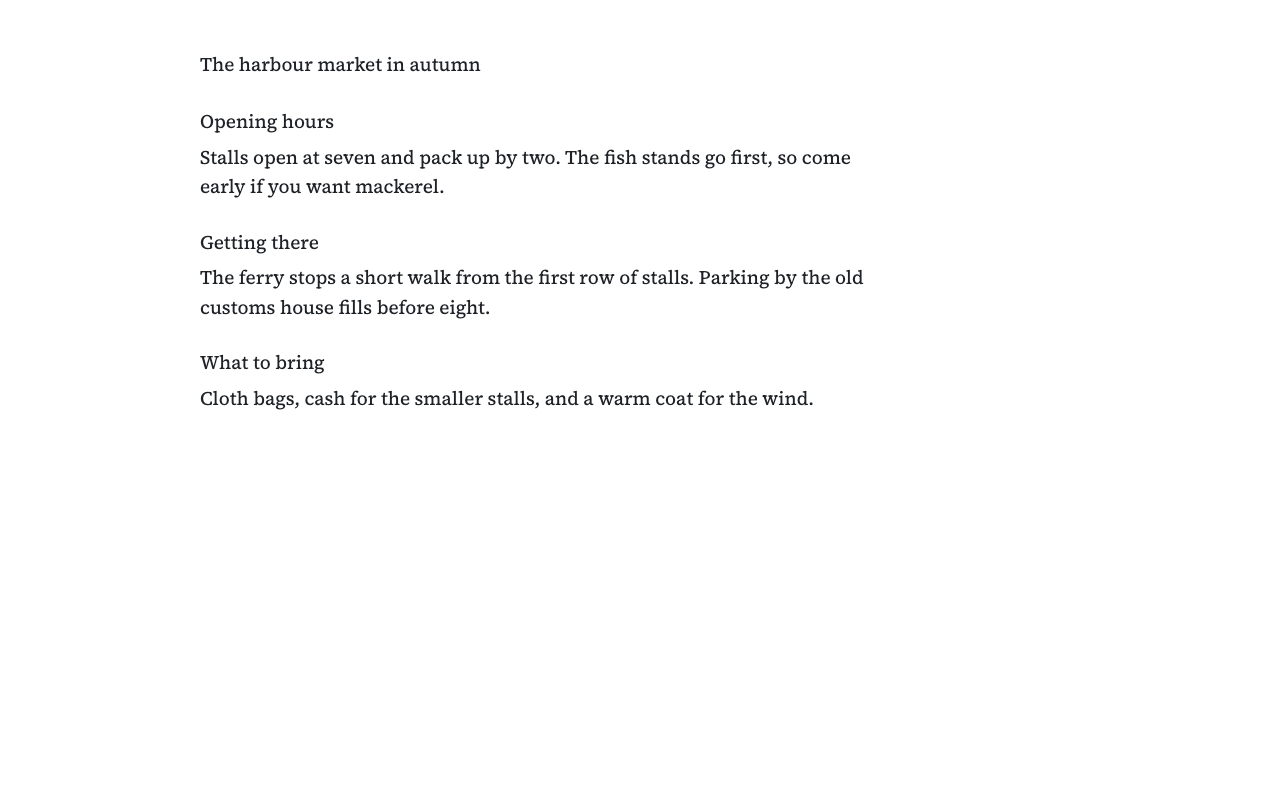 The harbour market in autumn
Opening hours
Stalls open at seven and pack up by two. The fish stands go first, so come
early if you want mackerel.
Getting there
The ferry stops a short walk from the first row of stalls. Parking by the old
customs house fills before eight.
What to bring
Cloth bags, cash for the smaller stalls, and a warm coat for the wind.